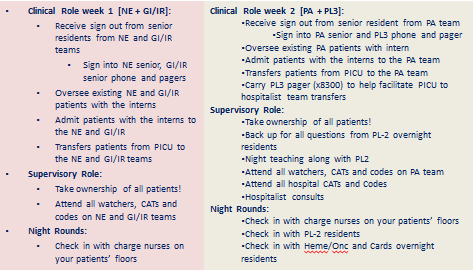 • Clinical Role week 1 [NE + GI/IR]:
• Receive sign out from senior
residents from NE and GI/IR
teams
• Sign into NE senior, GI/IR
senior phone and pagers
• Oversee existing NE and GI/IR
patients with the interns
• Admit patients with the interns to
the NE and GI/IR
• Transfers patients from PICU to
the NE and GI/IR teams
• Supervisory Role:
• Take ownership of all patients!
• Attend all watchers, CATs and
codes on NE and GI/IR teams
• Night Rounds:
• Check in with charge nurses on
your patients' floors
Clinical Role week 2 [PA + PL3]:
•Receive sign out from senior resident from PA team
•Sign into PA senior and PL3 phone and pager
•Oversee existing PA patients with intern
•Admit patients with the interns to the PA team
•Transfers patients from PICU to the PA team
•Carry PL3 pager (x8300) to help facilitate PICU to
hospitalist team transfers
Supervisory Role:
•Take ownership of all patients!
•Back up for all questions from PL-2 overnight
residents
•Night teaching along with PL2
•Attend all watchers, CATs and codes on PA team
•Attend all hospital CATs and Codes
•Hospitalist consults
Night Rounds:
•Check in with charge nurses on your patients' floors
•Check in with PL-2 residents
•Check in with Heme/Onc and Cards overnight
residents